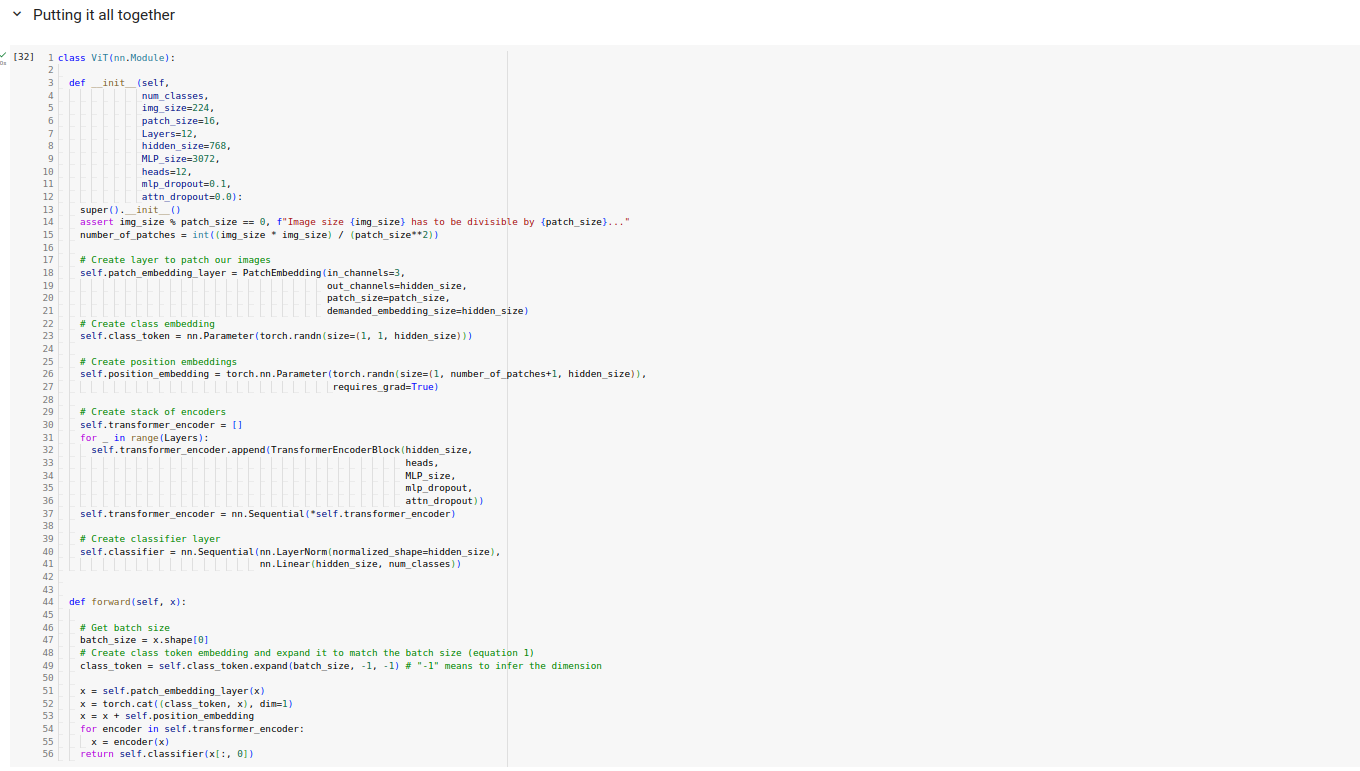 Putting it all together
[32]
1 class ViT(nn.Module):
2
3   def __init__(self,
4                num_classes,
5                img_size=224,
6                patch_size=16,
7                Layers=12,
8                hidden_size=768,
9                MLP_size=3072,
10                heads=12,
11                mlp_dropout=0.1,
12                attn_dropout=0.0):
13     super().__init__()
14     assert img_size % patch_size == 0, f"Image size {img_size} has to be divisible by {patch_size}..."
15     number_of_patches = int((img_size * img_size) / (patch_size**2))
16
17     # Create layer to patch our images
18     self.patch_embedding_layer = PatchEmbedding(in_channels=3,
19                                                 out_channels=hidden_size,
20                                                 patch_size=patch_size,
21                                                 demanded_embedding_size=hidden_size)
22     # Create class embedding
23     self.class_token = nn.Parameter(torch.randn(size=(1, 1, hidden_size)))
24
25     # Create position embeddings
26     self.position_embedding = torch.nn.Parameter(torch.randn(size=(1, number_of_patches+1, hidden_size)),
27                                                  requires_grad=True)
28
29     # Create stack of encoders
30     self.transformer_encoder = []
31     for _ in range(Layers):
32       self.transformer_encoder.append(TransformerEncoderBlock(hidden_size,
33                                                               heads,
34                                                               MLP_size,
35                                                               mlp_dropout,
36                                                               attn_dropout))
37     self.transformer_encoder = nn.Sequential(*self.transformer_encoder)
38
39     # Create classifier layer
40     self.classifier = nn.Sequential(nn.LayerNorm(normalized_shape=hidden_size),
41                                     nn.Linear(hidden_size, num_classes))
42
43
44   def forward(self, x):
45
46     # Get batch size
47     batch_size = x.shape[0]
48     # Create class token embedding and expand it to match the batch size (equation 1)
49     class_token = self.class_token.expand(batch_size, -1, -1) # "-1" means to infer the dimension
50
51     x = self.patch_embedding_layer(x)
52     x = torch.cat((class_token, x), dim=1)
53     x = x + self.position_embedding
54     for encoder in self.transformer_encoder:
55       x = encoder(x)
56     return self.classifier(x[:, 0])